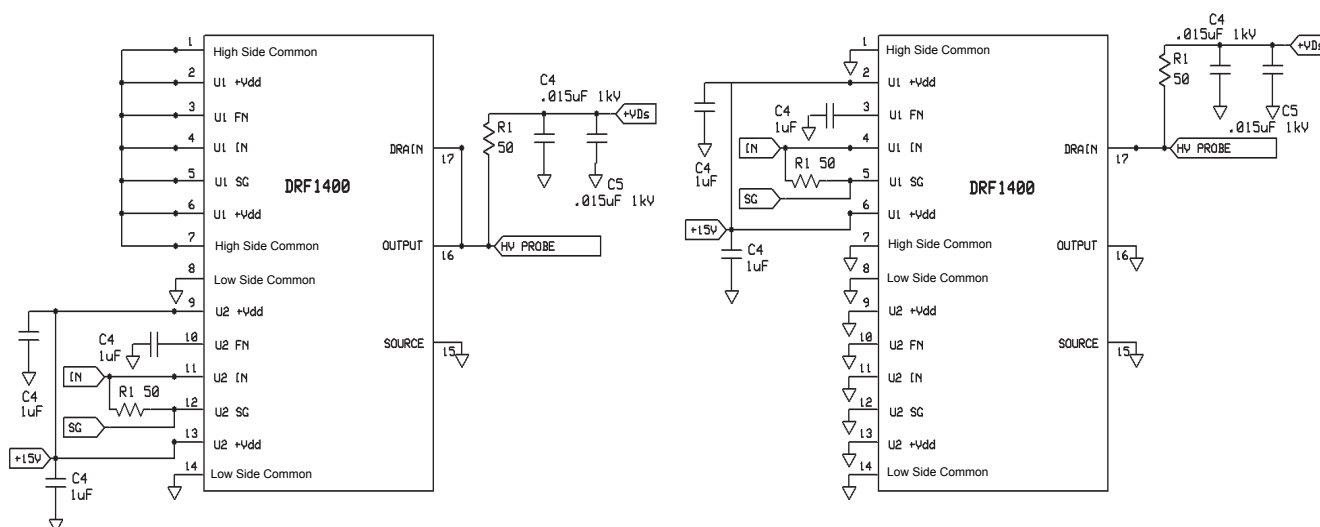 1 High Side Common
2 U1 +Vdd
3 U1 FN
4 U1 IN
5 U1 SG
6 U1 +Vdd
7 High Side Common
8 Low Side Common
9 U2 +Vdd
10 U2 FN
11 U2 IN
12 U2 SG
13 U2 +Vdd
14 Low Side Common
DRF1400
DRAIN 17
OUTPUT 16
SOURCE 15
C4
.015uF 1kV
+VDs
R1
50
C5
.015uF 1kV
HV PROBE
C4
1uF
C4
1uF
IN
R1 50
SG
+15V
C4
1uF
1 High Side Common
2 U1 +Vdd
3 U1 FN
4 U1 IN
5 U1 SG
6 U1 +Vdd
7 High Side Common
8 Low Side Common
9 U2 +Vdd
10 U2 FN
11 U2 IN
12 U2 SG
13 U2 +Vdd
14 Low Side Common
DRF1400
DRAIN 17
OUTPUT 16
SOURCE 15
C4
.015uF 1kV
+VDs
R1
50
C5
.015uF 1kV
HV PROBE
C4
1uF
C4
1uF
IN
R1 50
SG
+15V
C4
1uF